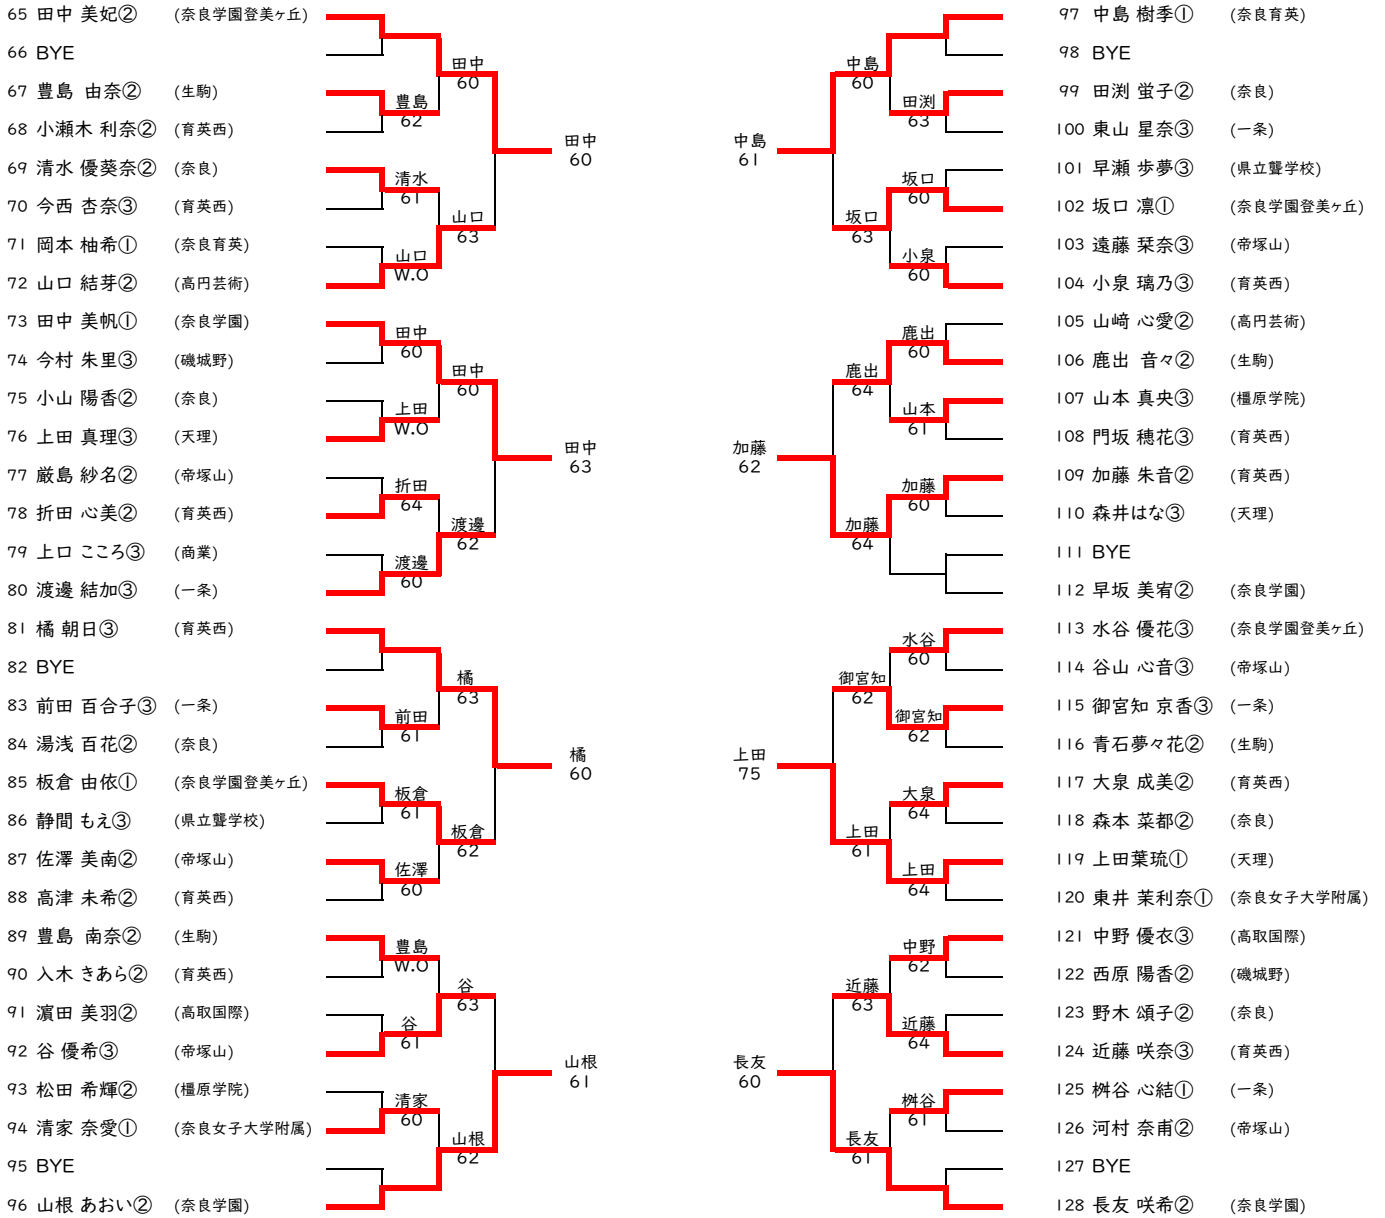 65 田中 美妃② (奈良学園登美ヶ丘)
66 BYE
67 豊島 由奈② (生駒)
68 小瀬木 利奈② (育英西)
69 清水 優葵奈② (奈良)
70 今西 杏奈③ (育英西)
71 岡本 柚希① (奈良育英)
72 山口 結芽② (高円芸術)
73 田中 美帆① (奈良学園)
74 今村 朱里③ (磯城野)
75 小山 陽香② (奈良)
76 上田 真理③ (天理)
77 厳島 紗名② (帝塚山)
78 折田 心美② (育英西)
79 上口 こころ③ (商業)
80 渡邊 結加③ (一条)
81 橘 朝日③ (育英西)
82 BYE
83 前田 百合子③ (一条)
84 湯浅 百花② (奈良)
85 板倉 由依① (奈良学園登美ヶ丘)
86 静間 もえ③ (県立聾学校)
87 佐澤 美南② (帝塚山)
88 高津 未希② (育英西)
89 豊島 南奈② (生駒)
90 入木 きあら② (育英西)
91 濵田 美羽② (高取国際)
92 谷 優希③ (帝塚山)
93 松田 希輝② (橿原学院)
94 清家 奈愛① (奈良女子大学附属)
95 BYE
96 山根 あおい② (奈良学園)
豊島
62
清水
61
山口
W.O
田中
60
上田
W.O
折田
64
渡邊
60
前田
61
板倉
61
佐澤
60
豊島
W.O
谷
61
清家
60
田中
60
山口
63
田中
60
渡邊
62
橘
63
板倉
62
谷
63
山根
62
田中
60
田中
63
橘
60
山根
61
中島
61
加藤
62
上田
75
長友
60
中島
60
坂口
63
鹿出
64
加藤
64
御宮知
62
上田
61
近藤
63
長友
61
田渕
63
坂口
60
小泉
60
鹿出
60
山本
61
加藤
60
水谷
60
御宮知
62
大泉
64
上田
64
中野
62
近藤
64
桝谷
61
97 中島 樹季① (奈良育英)
98 BYE
99 田渕 蛍子② (奈良)
100 東山 星奈③ (一条)
101 早瀬 歩夢③ (県立聾学校)
102 坂口 凛① (奈良学園登美ヶ丘)
103 遠藤 栞奈③ (帝塚山)
104 小泉 璃乃③ (育英西)
105 山﨑 心愛② (高円芸術)
106 鹿出 音々② (生駒)
107 山本 真央③ (橿原学院)
108 門坂 穂花③ (育英西)
109 加藤 朱音② (育英西)
110 森井はな③ (天理)
111 BYE
112 早坂 美宥② (奈良学園)
113 水谷 優花③ (奈良学園登美ヶ丘)
114 谷山 心音③ (帝塚山)
115 御宮知 京香③ (一条)
116 青石夢々花② (生駒)
117 大泉 成美② (育英西)
118 森本 菜都② (奈良)
119 上田葉琉① (天理)
120 東井 茉利奈① (奈良女子大学附属)
121 中野 優衣③ (高取国際)
122 西原 陽香② (磯城野)
123 野木 頌子② (奈良)
124 近藤 咲奈③ (育英西)
125 桝谷 心結① (一条)
126 河村 奈甫② (帝塚山)
127 BYE
128 長友 咲希② (奈良学園)